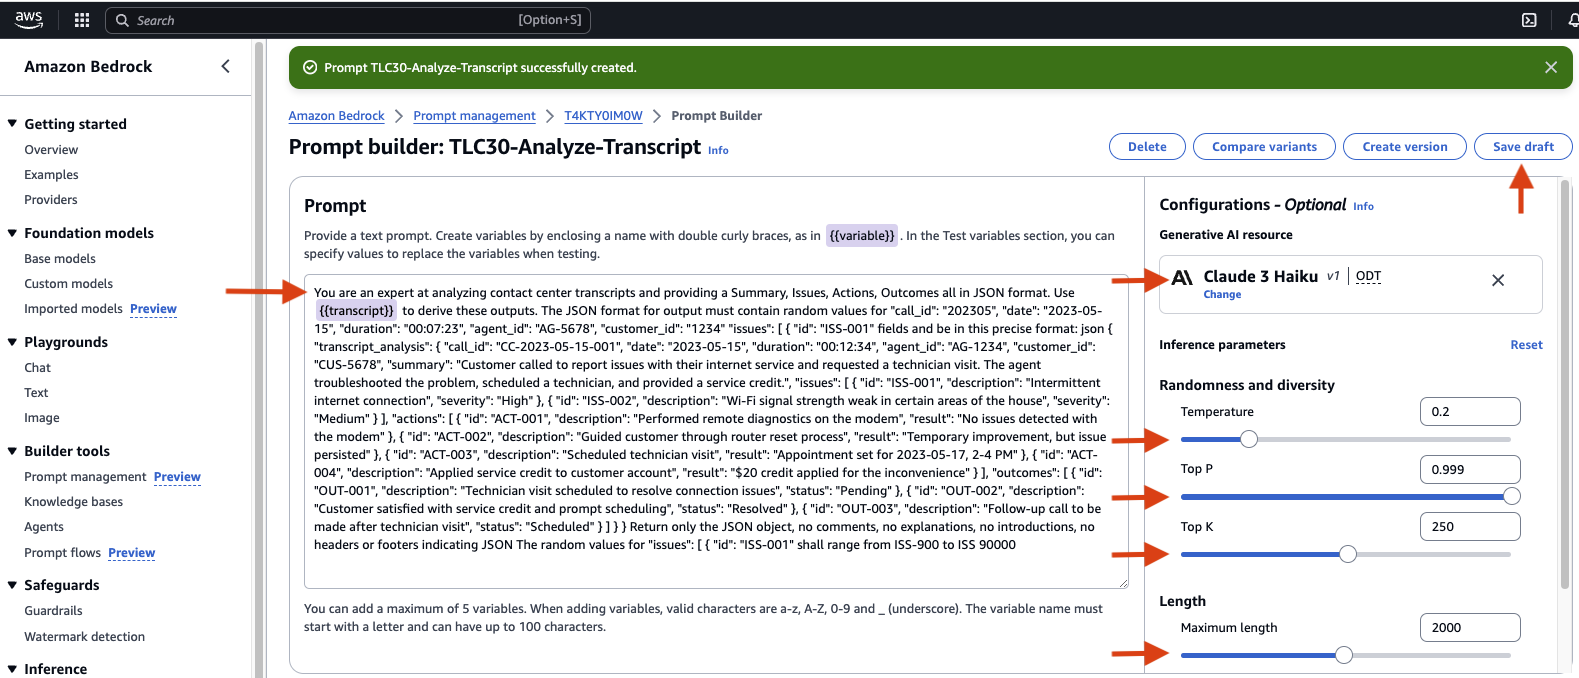 aws
Search
[Option+S]
Amazon Bedrock
Getting started
Overview
Examples
Providers
Foundation models
Base models
Custom models
Imported models Preview
Playgrounds
Chat
Text
Image
Builder tools
Prompt management Preview
Knowledge bases
Agents
Prompt flows Preview
Safeguards
Guardrails
Watermark detection
Inference
Prompt TLC30-Analyze-Transcript successfully created.
Amazon Bedrock > Prompt management > T4KTY0IM0W > Prompt Builder
Prompt builder: TLC30-Analyze-Transcript Info
Delete
Compare variants
Create version
Save draft
Prompt
Provide a text prompt. Create variables by enclosing a name with double curly braces, as in {{variable}} . In the Test variables section, you can
specify values to replace the variables when testing.
You are an expert at analyzing contact center transcripts and providing a Summary, Issues, Actions, Outcomes all in JSON format. Use
{{transcript}} to derive these outputs. The JSON format for output must contain random values for "call_id": "202305", "date": "2023-05-
15", "duration": "00:07:23", "agent_id": "AG-5678", "customer_id": "1234" "issues": [ { "id": "ISS-001" fields and be in this precise format: json {
"transcript_analysis": { "call_id": "CC-2023-05-15-001", "date": "2023-05-15", "duration": "00:12:34", "agent_id": "AG-1234", "customer_id":
"CUS-5678", "summary": "Customer called to report issues with their internet service and requested a technician visit. The agent
troubleshooted the problem, scheduled a technician, and provided a service credit.", "issues": [ { "id": "ISS-001", "description": "Intermittent
internet connection", "severity": "High" }, { "id": "ISS-002", "description": "Wi-Fi signal strength weak in certain areas of the house", "severity":
"Medium" } ], "actions": [ { "id": "ACT-001", "description": "Performed remote diagnostics on the modem", "result": "No issues detected with
the modem" }, { "id": "ACT-002", "description": "Guided customer through router reset process", "result": "Temporary improvement, but issue
persisted" }, { "id": "ACT-003", "description": "Scheduled technician visit", "result": "Appointment set for 2023-05-17, 2-4 PM" }, { "id": "ACT-
004", "description": "Applied service credit to customer account", "result": "$20 credit applied for the inconvenience" } ], "outcomes": [ { "id":
"OUT-001", "description": "Technician visit scheduled to resolve connection issues", "status": "Pending" }, { "id": "OUT-002", "description":
"Customer satisfied with service credit and prompt scheduling", "status": "Resolved" }, { "id": "OUT-003", "description": "Follow-up call to be
made after technician visit", "status": "Scheduled" } ] } } Return only the JSON object, no comments, no explanations, no introductions, no
headers or footers indicating JSON The random values for "issues": [ { "id": "ISS-001" shall range from ISS-900 to ISS 90000
You can add a maximum of 5 variables. When adding variables, valid characters are a-z, A-Z, 0-9 and _ (underscore). The variable name must
start with a letter and can have up to 100 characters.
Configurations - Optional Info
Generative AI resource
Claude 3 Haiku v1 | ODT
Change
Inference parameters
Reset
Randomness and diversity
Temperature
0.2
Top P
0.999
Top K
250
Length
Maximum length
2000